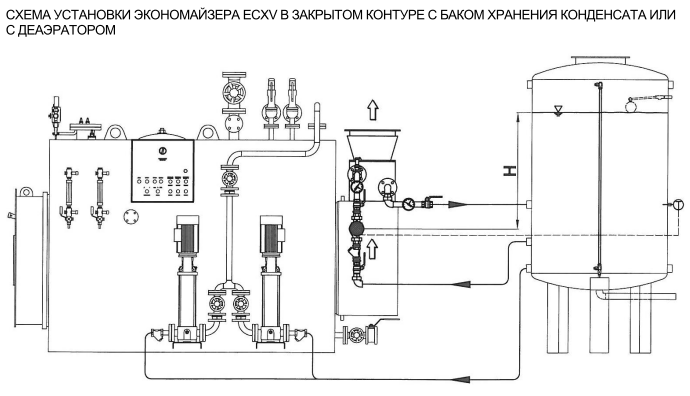 СХЕМА УСТАНОВКИ ЭКОНОМАЙЗЕРА ECXV В ЗАКРЫТОМ КОНТУРЕ С БАКОМ ХРАНЕНИЯ КОНДЕНСАТА ИЛИ
С ДЕАЭРАТОРОМ
H